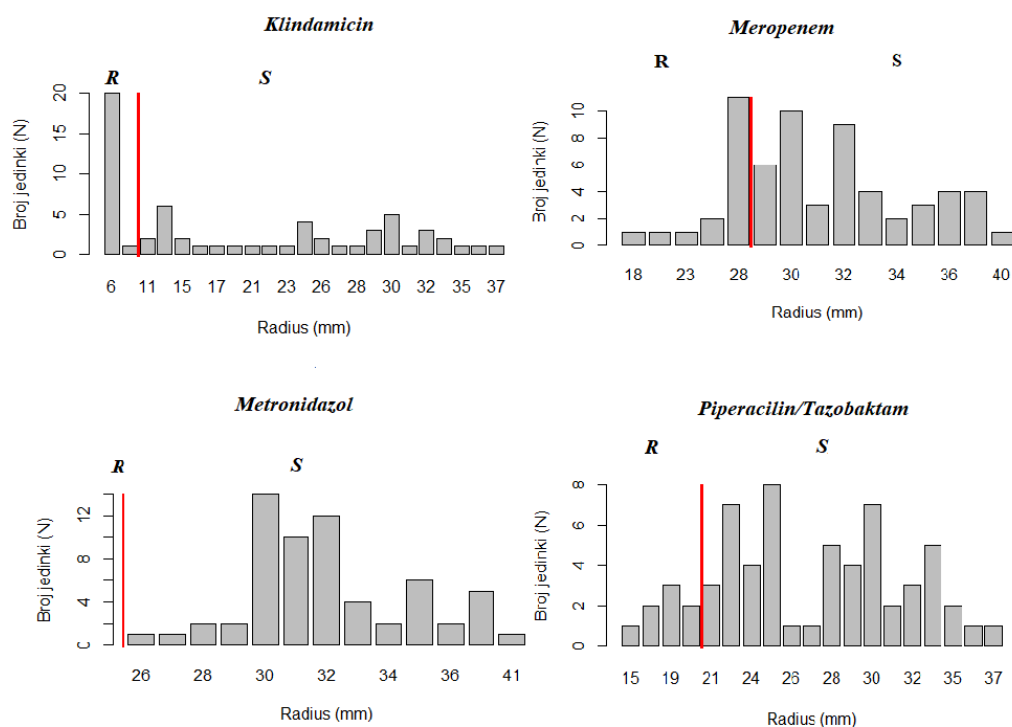 Klindamicin
R S
Broj jedinki (N)
20
15
10
5
0
6 11 15 17 21 23 26 28 30 32 35 37
Radius (mm)
Meropenem
R S
Broj jedinki (N)
10
8
6
4
2
0
18 23 28 30 32 34 36 40
Radius (mm)
Metronidazol
R S
Broj jedinki (N)
12
8
4
0
26 28 30 32 34 36 41
Radius (mm)
Piperacilin/Tazobaktam
R S
Broj jedinki (N)
8
6
4
2
0
15 19 21 24 26 28 30 32 35 37
Radius (mm)